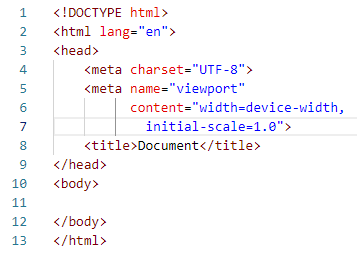 1 <!DOCTYPE html>
2 <html lang="en">
3 <head>
4     <meta charset="UTF-8">
5     <meta name="viewport"
6           content="width=device-width,
7             initial-scale=1.0">
8     <title>Document</title>
9 </head>
10 <body>
11
12 </body>
13 </html>